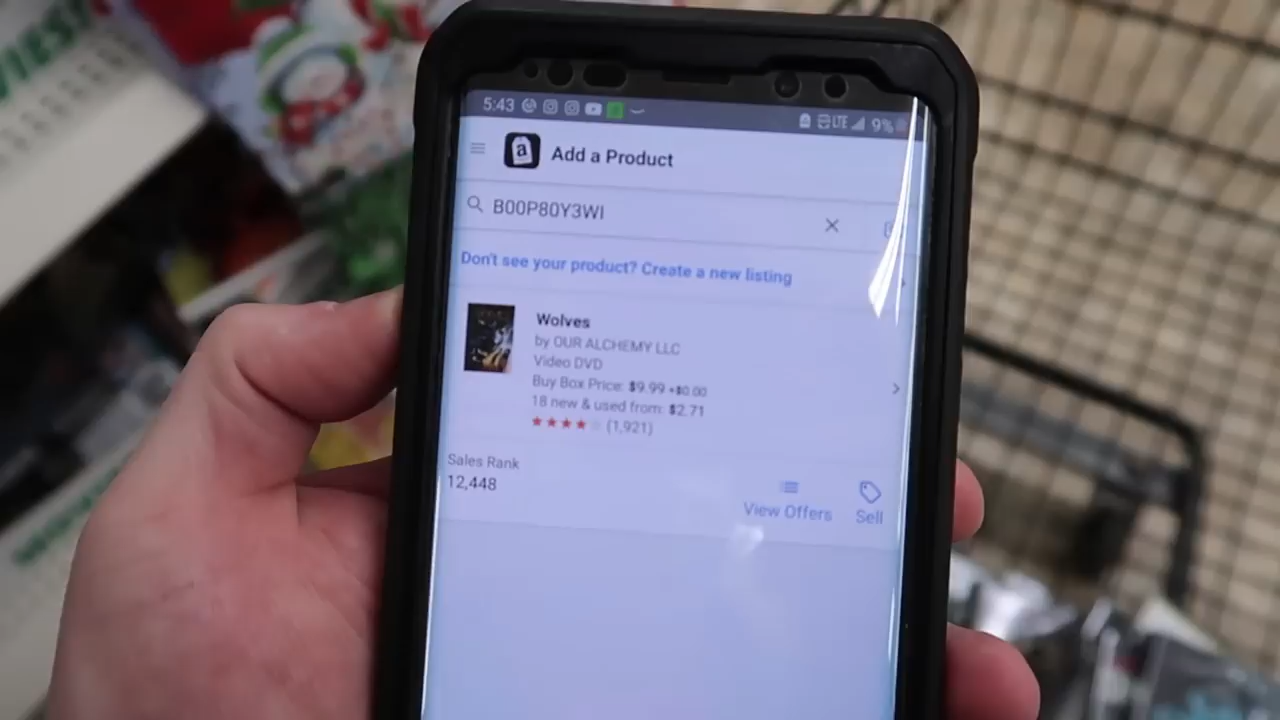 5:43 LTE 9%
a Add a Product
B00P80Y3WI
Don't see your product? Create a new listing
Wolves
by OUR ALCHEMY LLC
Video DVD
Buy Box Price: $9.99 +$0.00
18 new & used from: $2.71
(1,921)
Sales Rank
12,448
View Offers
Sell